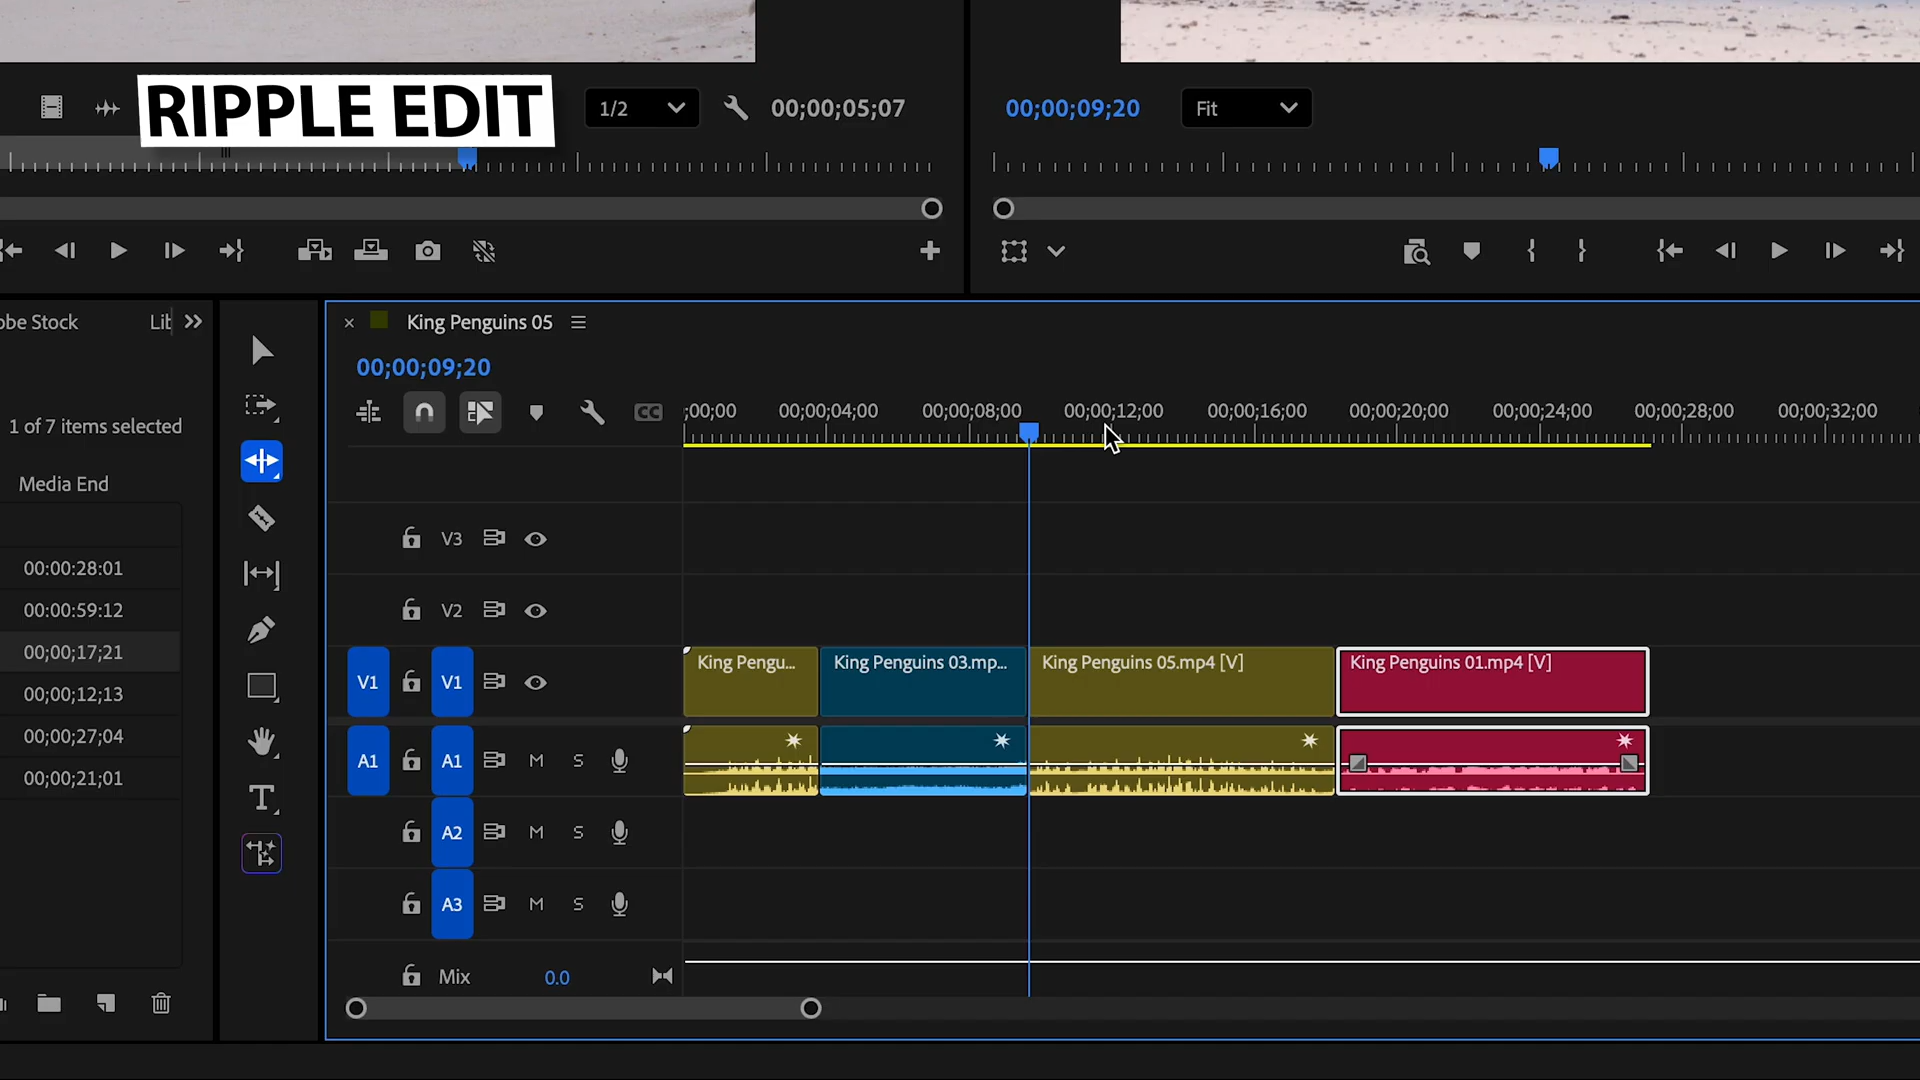 RIPPLE EDIT
1/2
00;00;05;07
00;00;09;20
Fit
obe Stock
Lit
King Penguins 05
00;00;09;20
1 of 7 items selected
CC
;00;00
00;00;04;00
00;00;08;00
00;00;12;00
00;00;16;00
00;00;20;00
00;00;24;00
00;00;28;00
00;00;32;00
Media End
00:00:28:01
00:00:59:12
00;00;17;21
00;00;12;13
00;00;27;04
00;00;21;01
V3
V2
V1
V1
King Pengu...
King Penguins 03.mp...
King Penguins 05.mp4 [V]
King Penguins 01.mp4 [V]
A1
A1
M
S
A2
M
S
A3
M
S
Mix
0.0